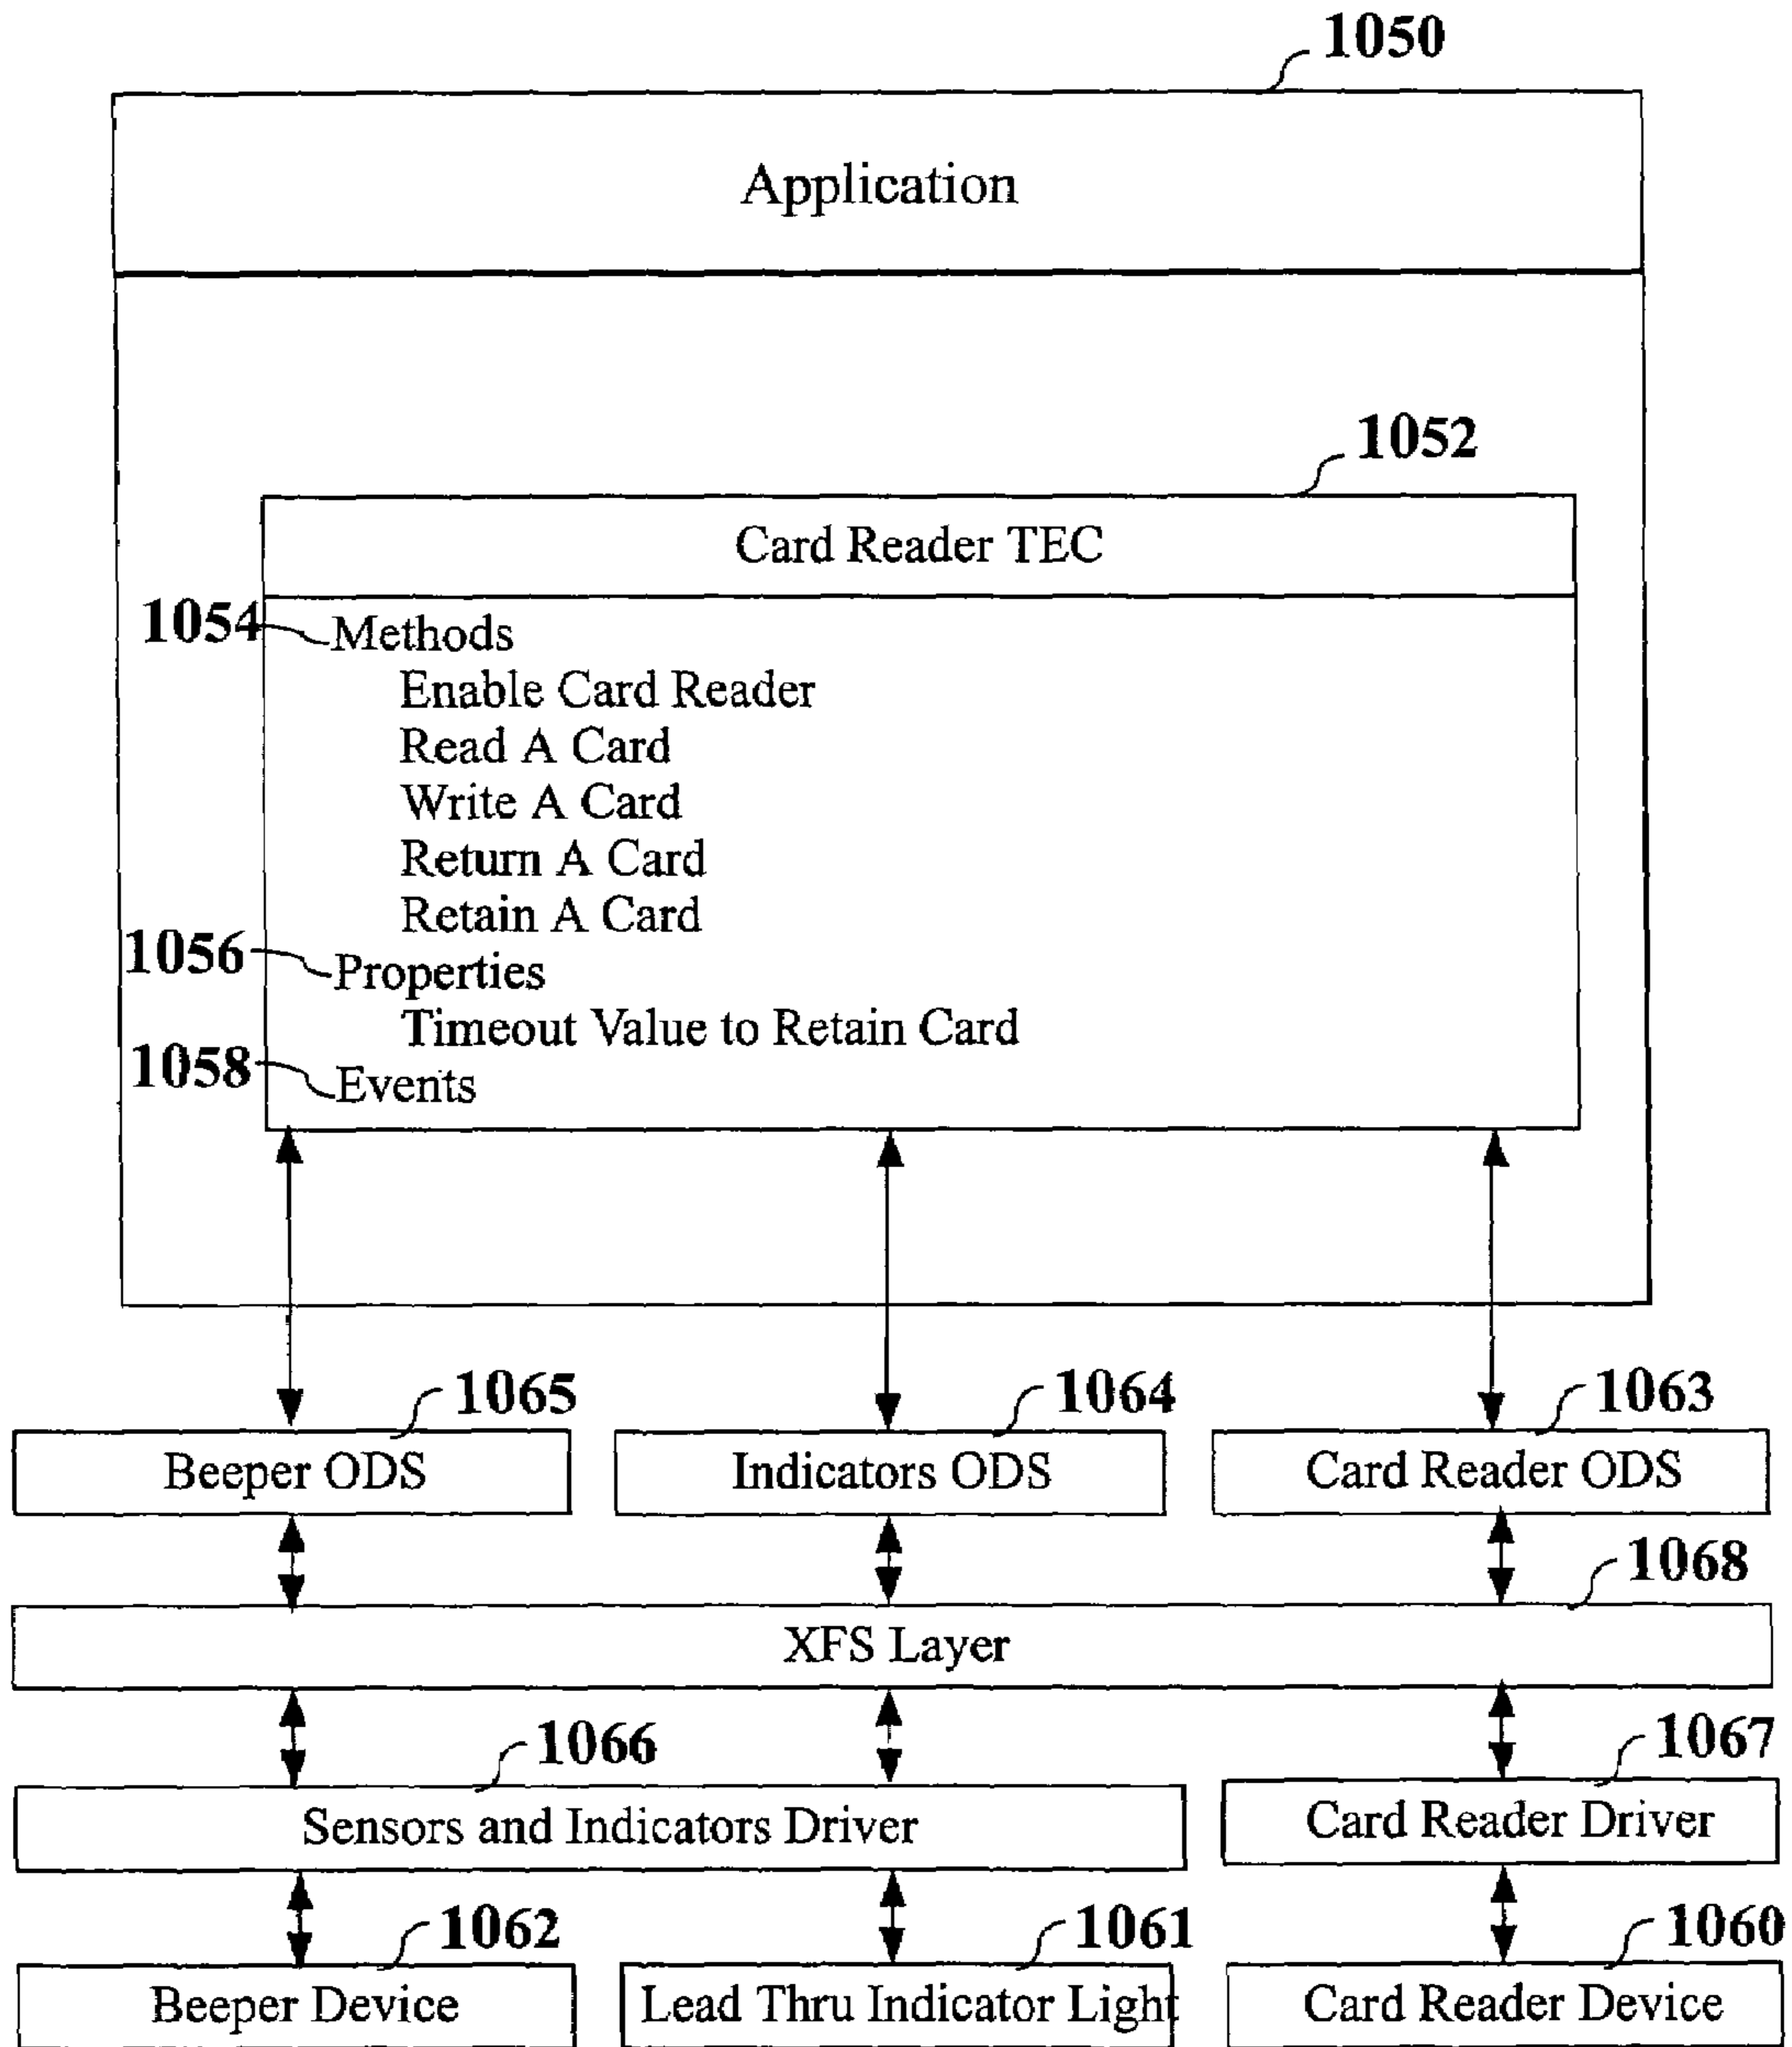 1050
Application
1052
Card Reader TEC
1054 Methods
Enable Card Reader
Read A Card
Write A Card
Return A Card
Retain A Card
1056 Properties
Timeout Value to Retain Card
1058 Events
1065 1064 1063
Beeper ODS Indicators ODS Card Reader ODS
1068
XFS Layer
1066 1067
Sensors and Indicators Driver Card Reader Driver
1062 1061 1060
Beeper Device Lead Thru Indicator Light Card Reader Device